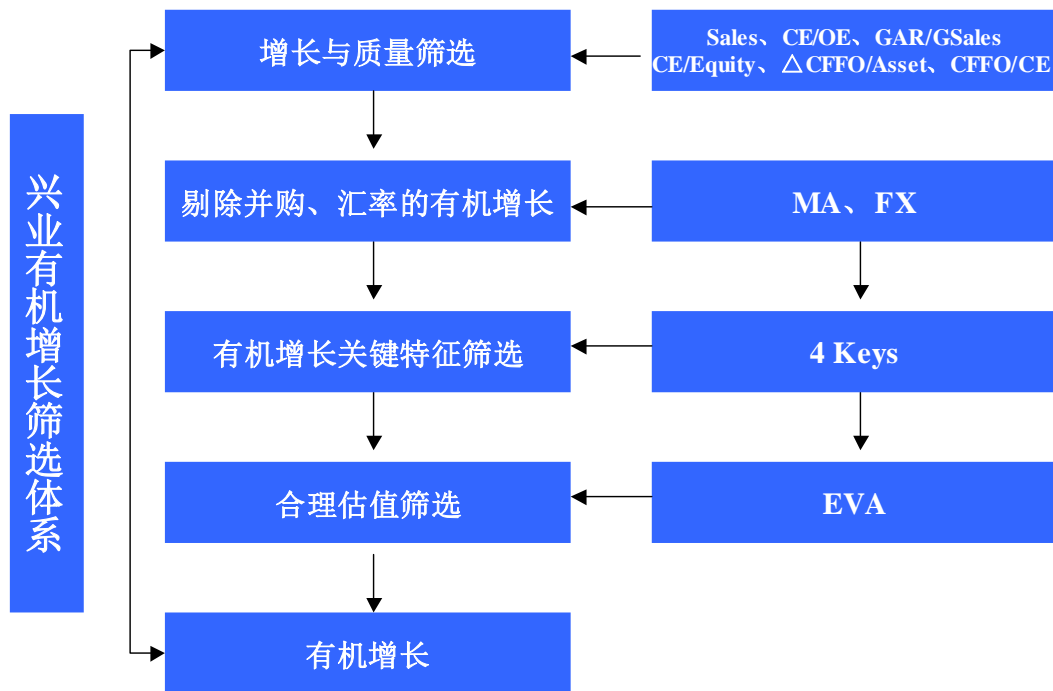 兴业有机增长筛选体系
增长与质量筛选
Sales、CE/OE、GAR/GSales
CE/Equity、△CFFO/Asset、CFFO/CE
剔除并购、汇率的有机增长
MA、FX
有机增长关键特征筛选
4 Keys
合理估值筛选
EVA
有机增长